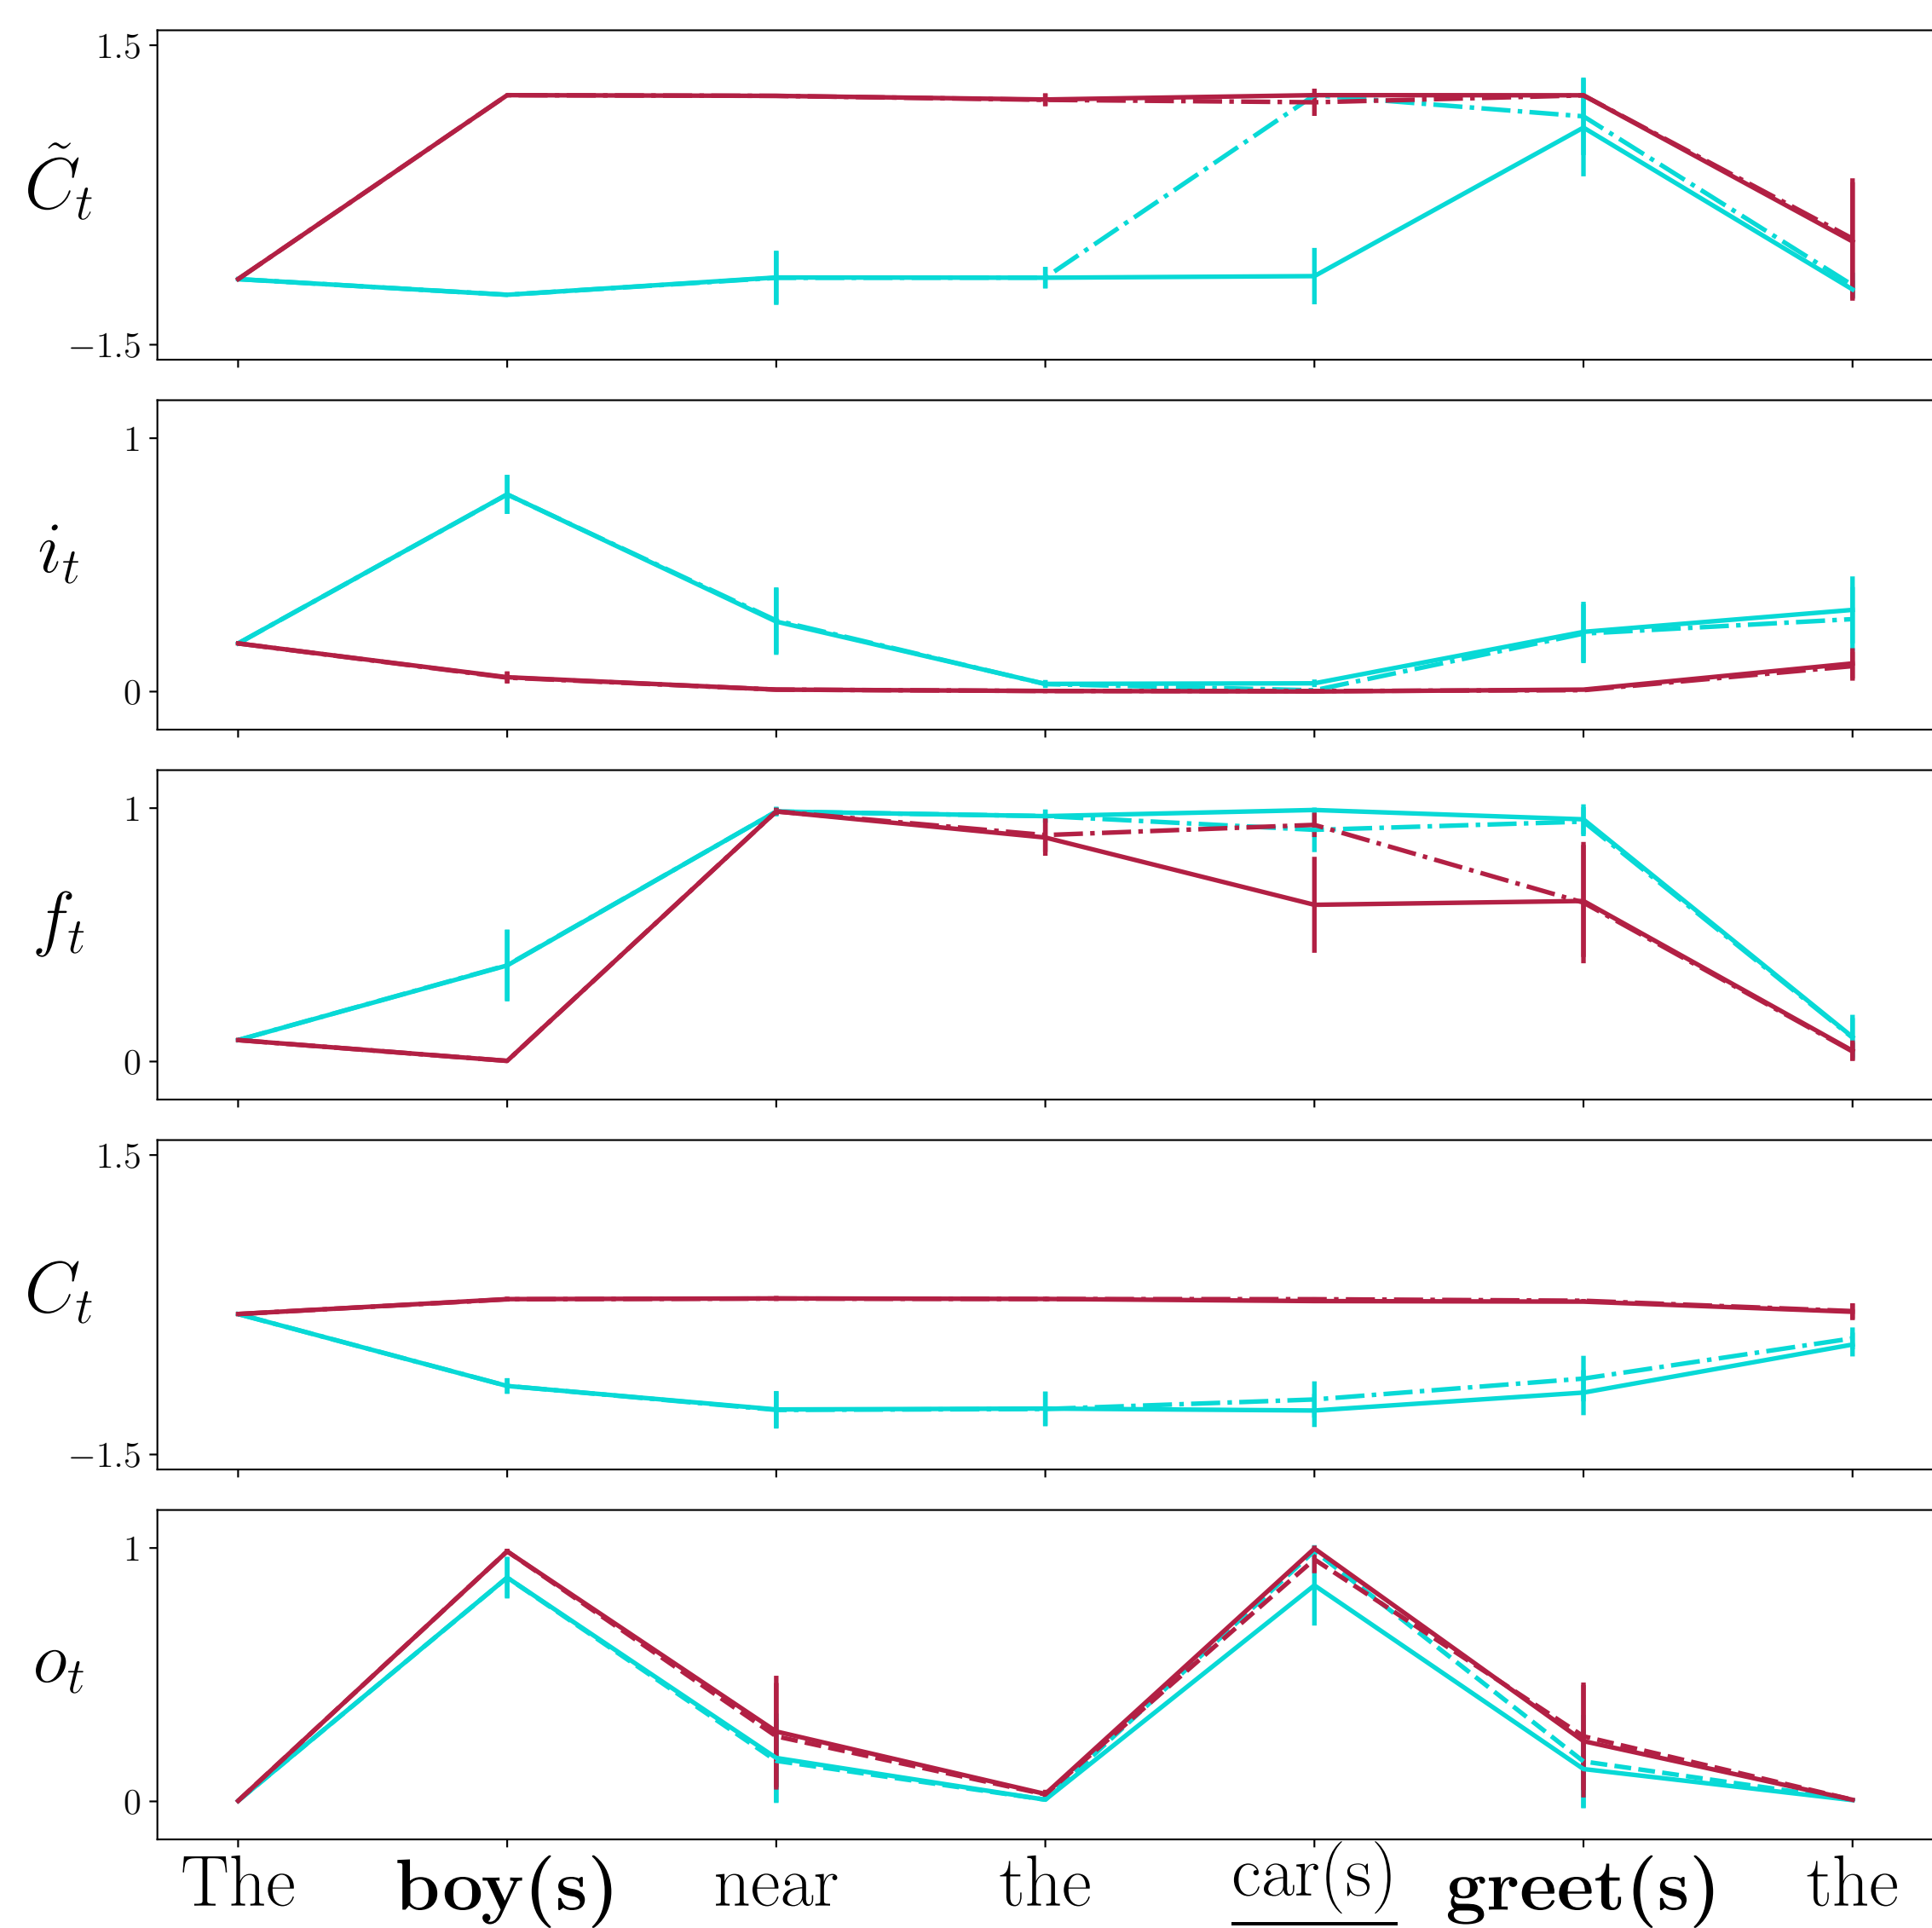 1.5
C̃t
−1.5
1
it
0
1
ft
0
1.5
Ct
−1.5
1
ot
0
The boy(s) near the car(s) greet(s) the